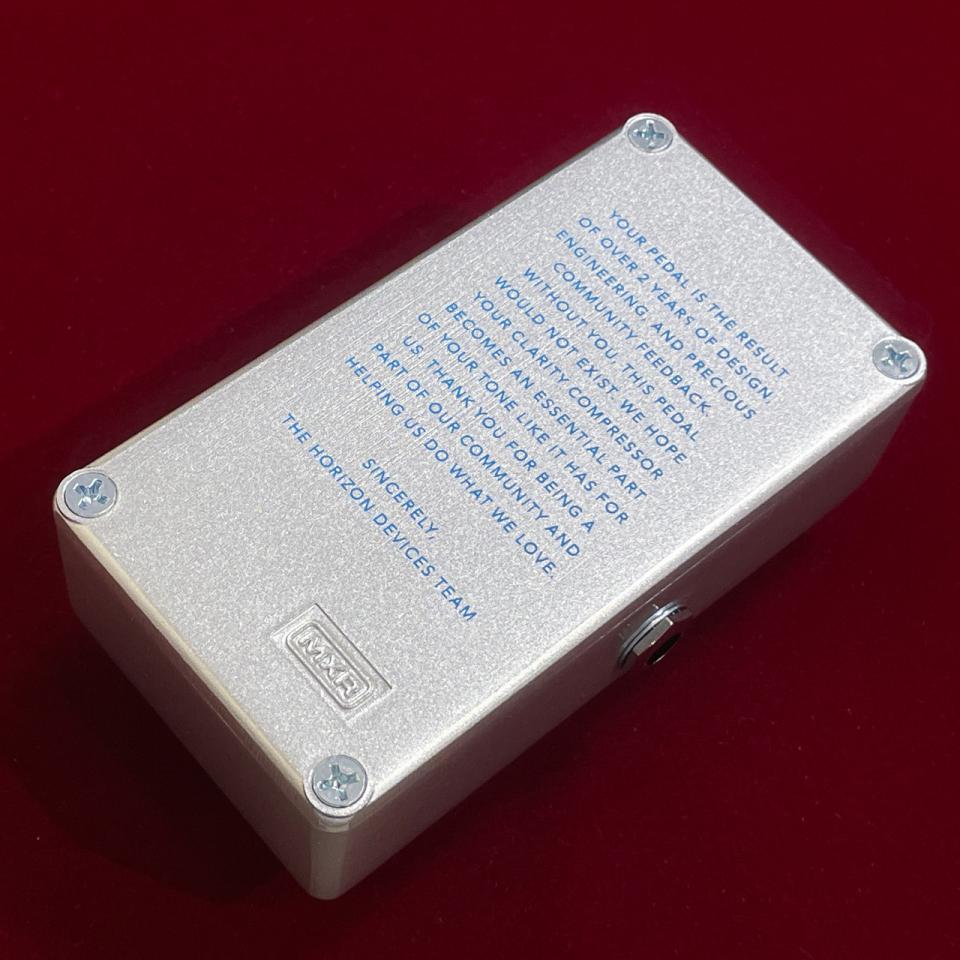 YOUR PEDAL IS THE RESULT
OF OVER 2 YEARS OF DESIGN
ENGINEERING, AND PRECIOUS
COMMUNITY FEEDBACK.
WITHOUT YOU, THIS PEDAL
WOULD NOT EXIST. WE HOPE
YOUR CLARITY COMPRESSOR
BECOMES AN ESSENTIAL PART
OF YOUR TONE LIKE IT HAS FOR
US. THANK YOU FOR BEING A
PART OF OUR COMMUNITY AND
HELPING US DO WHAT WE LOVE.
SINCERELY,
THE HORIZON DEVICES TEAM
MXR